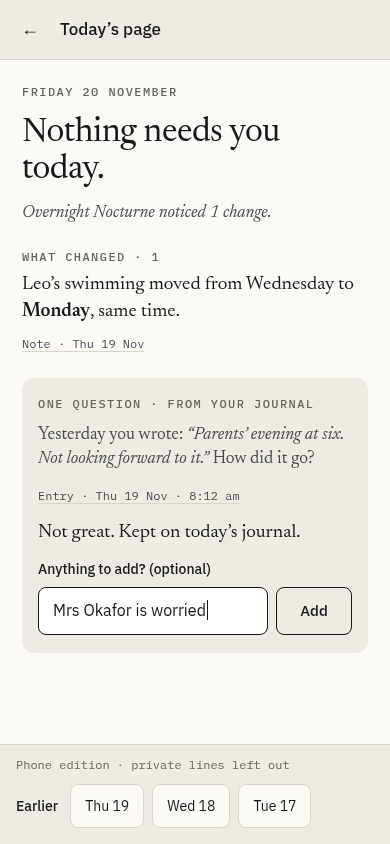 ← Today’s page
FRIDAY 20 NOVEMBER
Nothing needs you
today.
Overnight Nocturne noticed 1 change.
WHAT CHANGED · 1
Leo’s swimming moved from Wednesday to
Monday, same time.
Note · Thu 19 Nov
ONE QUESTION · FROM YOUR JOURNAL
Yesterday you wrote: “Parents’ evening at six.
Not looking forward to it.” How did it go?
Entry · Thu 19 Nov · 8:12 am
Not great. Kept on today’s journal.
Anything to add? (optional)
Mrs Okafor is worried
Add
Phone edition · private lines left out
Earlier Thu 19 Wed 18 Tue 17